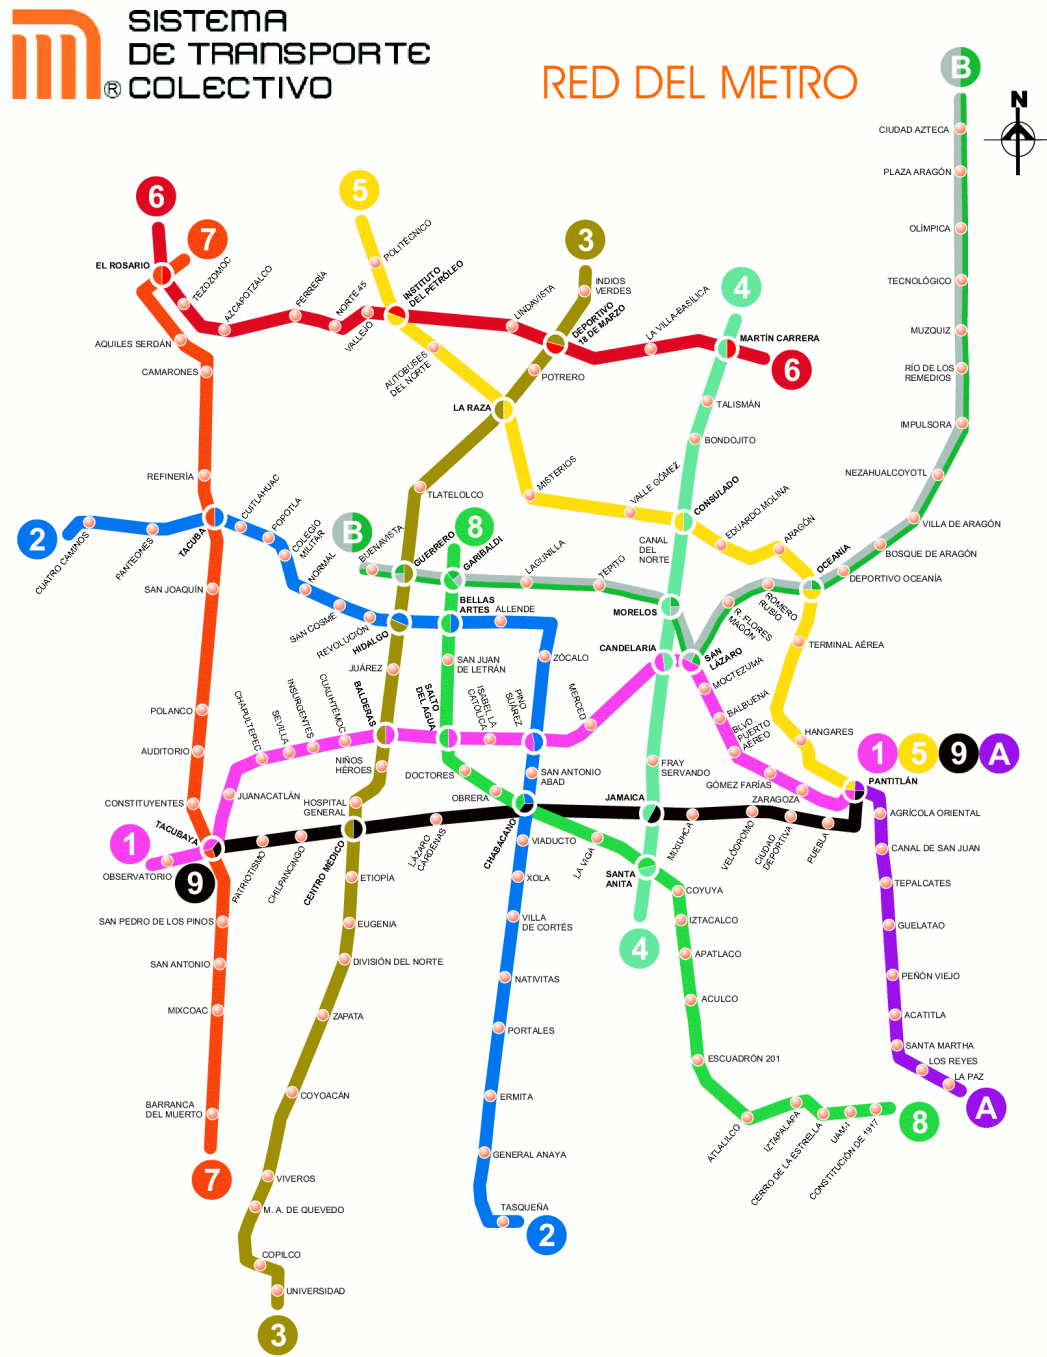 SISTEMA
DE TRANSPORTE
COLECTIVO
®
RED DEL METRO
B
N
CIUDAD AZTECA
PLAZA ARAGÓN
OLÍMPICA
TECNOLÓGICO
MUZQUIZ
RÍO DE LOS
REMEDIOS
IMPULSORA
NEZAHUALCOYOTL
VILLA DE ARAGÓN
BOSQUE DE ARAGÓN
DEPORTIVO OCEANÍA
OCEANÍA
ROMERO
RUBIO
R. FLORES
MAGÓN
SAN
LÁZARO
MORELOS
TEPITO
LAGUNILLA
GARIBALDI
GUERRERO
BUENAVISTA
B
6
7
EL ROSARIO
TEZOZOMOC
AZCAPOTZALCO
FERRERÍA
NORTE 45
VALLEJO
INSTITUTO
DEL PETRÓLEO
LINDAVISTA
DEPORTIVO
18 DE MARZO
LA VILLA-BASÍLICA
MARTÍN CARRERA
6
5
POLITÉCNICO
AUTOBUSES
DEL NORTE
LA RAZA
MISTERIOS
VALLE GÓMEZ
CONSULADO
EDUARDO MOLINA
ARAGÓN
TERMINAL AÉREA
HANGARES
1
5
9
A
PANTITLÁN
3
INDIOS
VERDES
POTRERO
TLATELOLCO
HIDALGO
JUÁREZ
BALDERAS
NIÑOS
HÉROES
HOSPITAL
GENERAL
CENTRO MÉDICO
ETIOPÍA
EUGENIA
DIVISIÓN DEL NORTE
ZAPATA
COYOACÁN
VIVEROS
M. A. DE QUEVEDO
COPILCO
UNIVERSIDAD
3
4
TALISMÁN
BONDOJITO
CANAL
DEL
NORTE
CANDELARIA
FRAY
SERVANDO
JAMAICA
SANTA
ANITA
4
AQUILES SERDÁN
CAMARONES
REFINERÍA
TACUBA
SAN JOAQUÍN
POLANCO
AUDITORIO
CONSTITUYENTES
TACUBAYA
SAN PEDRO DE LOS PINOS
SAN ANTONIO
MIXCOAC
BARRANCA
DEL MUERTO
7
2
CUATRO CAMINOS
PANTEONES
CUITLAHUAC
POPOTLA
COLEGIO
MILITAR
NORMAL
SAN COSME
REVOLUCIÓN
BELLAS
ARTES
ALLENDE
ZÓCALO
PINO
SUÁREZ
SAN ANTONIO
ABAD
CHABACANO
VIADUCTO
XOLA
VILLA
DE CORTÉS
NATIVITAS
PORTALES
ERMITA
GENERAL ANAYA
TASQUEÑA
2
8
SAN JUAN
DE LETRÁN
SALTO
DEL AGUA
DOCTORES
OBRERA
LA VIGA
COYUYA
IZTACALCO
APATLACO
ACULCO
ESCUADRÓN 201
ATLALILCO
IZTAPALAPA
CERRO DE LA ESTRELLA
UAM-I
CONSTITUCIÓN DE 1917
8
1
OBSERVATORIO
9
JUANACATLÁN
CHAPULTEPEC
SEVILLA
INSURGENTES
CUAUHTÉMOC
ISABEL LA
CATÓLICA
MERCED
MOCTEZUMA
BALBUENA
BLVD
PUERTO
AÉREO
GÓMEZ FARÍAS
ZARAGOZA
PATRIOTISMO
CHILPANCINGO
LÁZARO
CÁRDENAS
MIXIUHCA
VELÓDROMO
CIUDAD
DEPORTIVA
PUEBLA
AGRÍCOLA ORIENTAL
CANAL DE SAN JUAN
TEPALCATES
GUELATAO
PEÑÓN VIEJO
ACATITLA
SANTA MARTHA
LOS REYES
LA PAZ
A